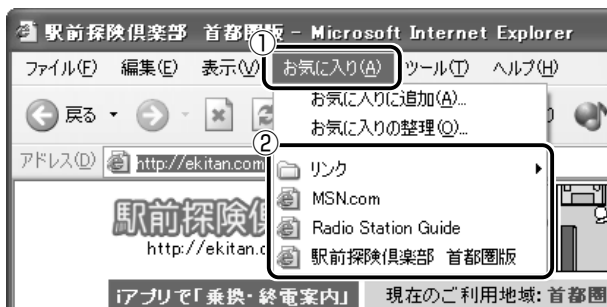 駅前探険倶楽部 首都圏版 - Microsoft Internet Explorer
①
ファイル(F) 編集(E) 表示(V) お気に入り(A) ツール(T) ヘルプ(H)
戻る
お気に入りに追加(A)...
お気に入りの整理(O)...
アドレス(D) http://ekitan.com
②
リンク
MSN.com
Radio Station Guide
駅前探険倶楽部 首都圏版
駅前探険
http://ekitan.c
iアプリで「乗換・終電案内」 現在のご利用地域: 首都圏